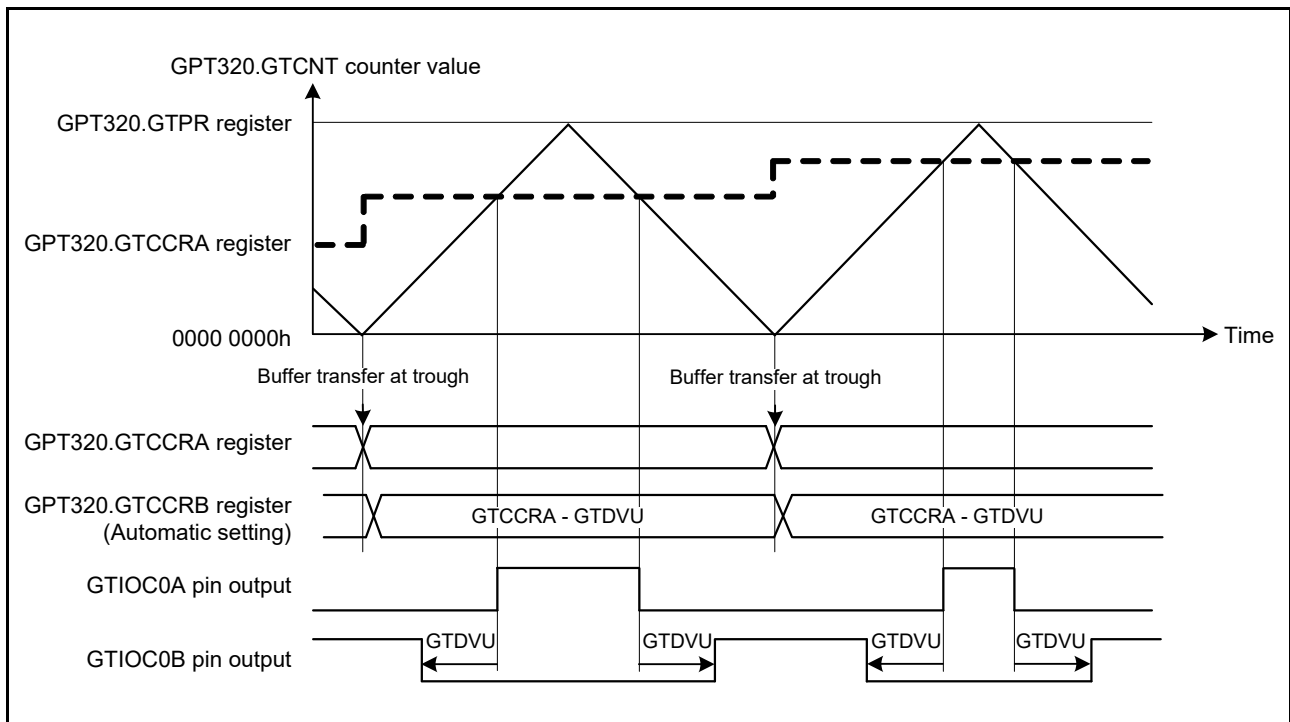 GPT320.GTCNT counter value
GPT320.GTPR register
GPT320.GTCCRA register
0000 0000h
Time
Buffer transfer at trough
Buffer transfer at trough
GPT320.GTCCRA register
GPT320.GTCCRB register
(Automatic setting)
GTCCRA - GTDVU
GTCCRA - GTDVU
GTIOC0A pin output
GTIOC0B pin output
GTDVU
GTDVU
GTDVU
GTDVU